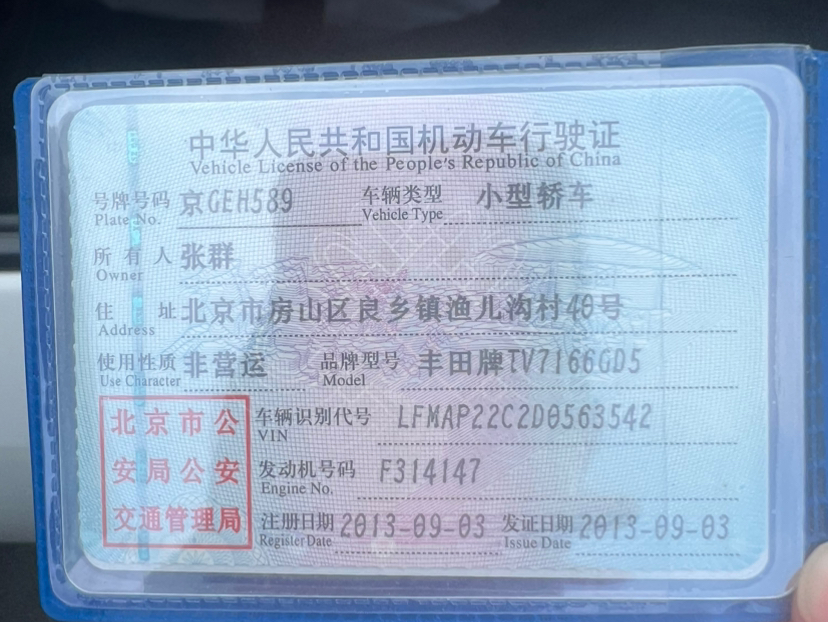 中华人民共和国机动车行驶证
Vehicle License of the People's Republic of China
号牌号码 京GEH589 车辆类型 小型轿车
Plate No. Vehicle Type
所有人 张群
Owner
住址 北京市房山区良乡镇渔儿沟村40号
Address
使用性质 非营运 品牌型号 丰田牌TV7166GD5
Use Character Model
北京市公安局公安交通管理局
车辆识别代号 LFMAP22C2D0563542
VIN
发动机号码 F314147
Engine No.
注册日期 2013-09-03 发证日期 2013-09-03
Register Date Issue Date